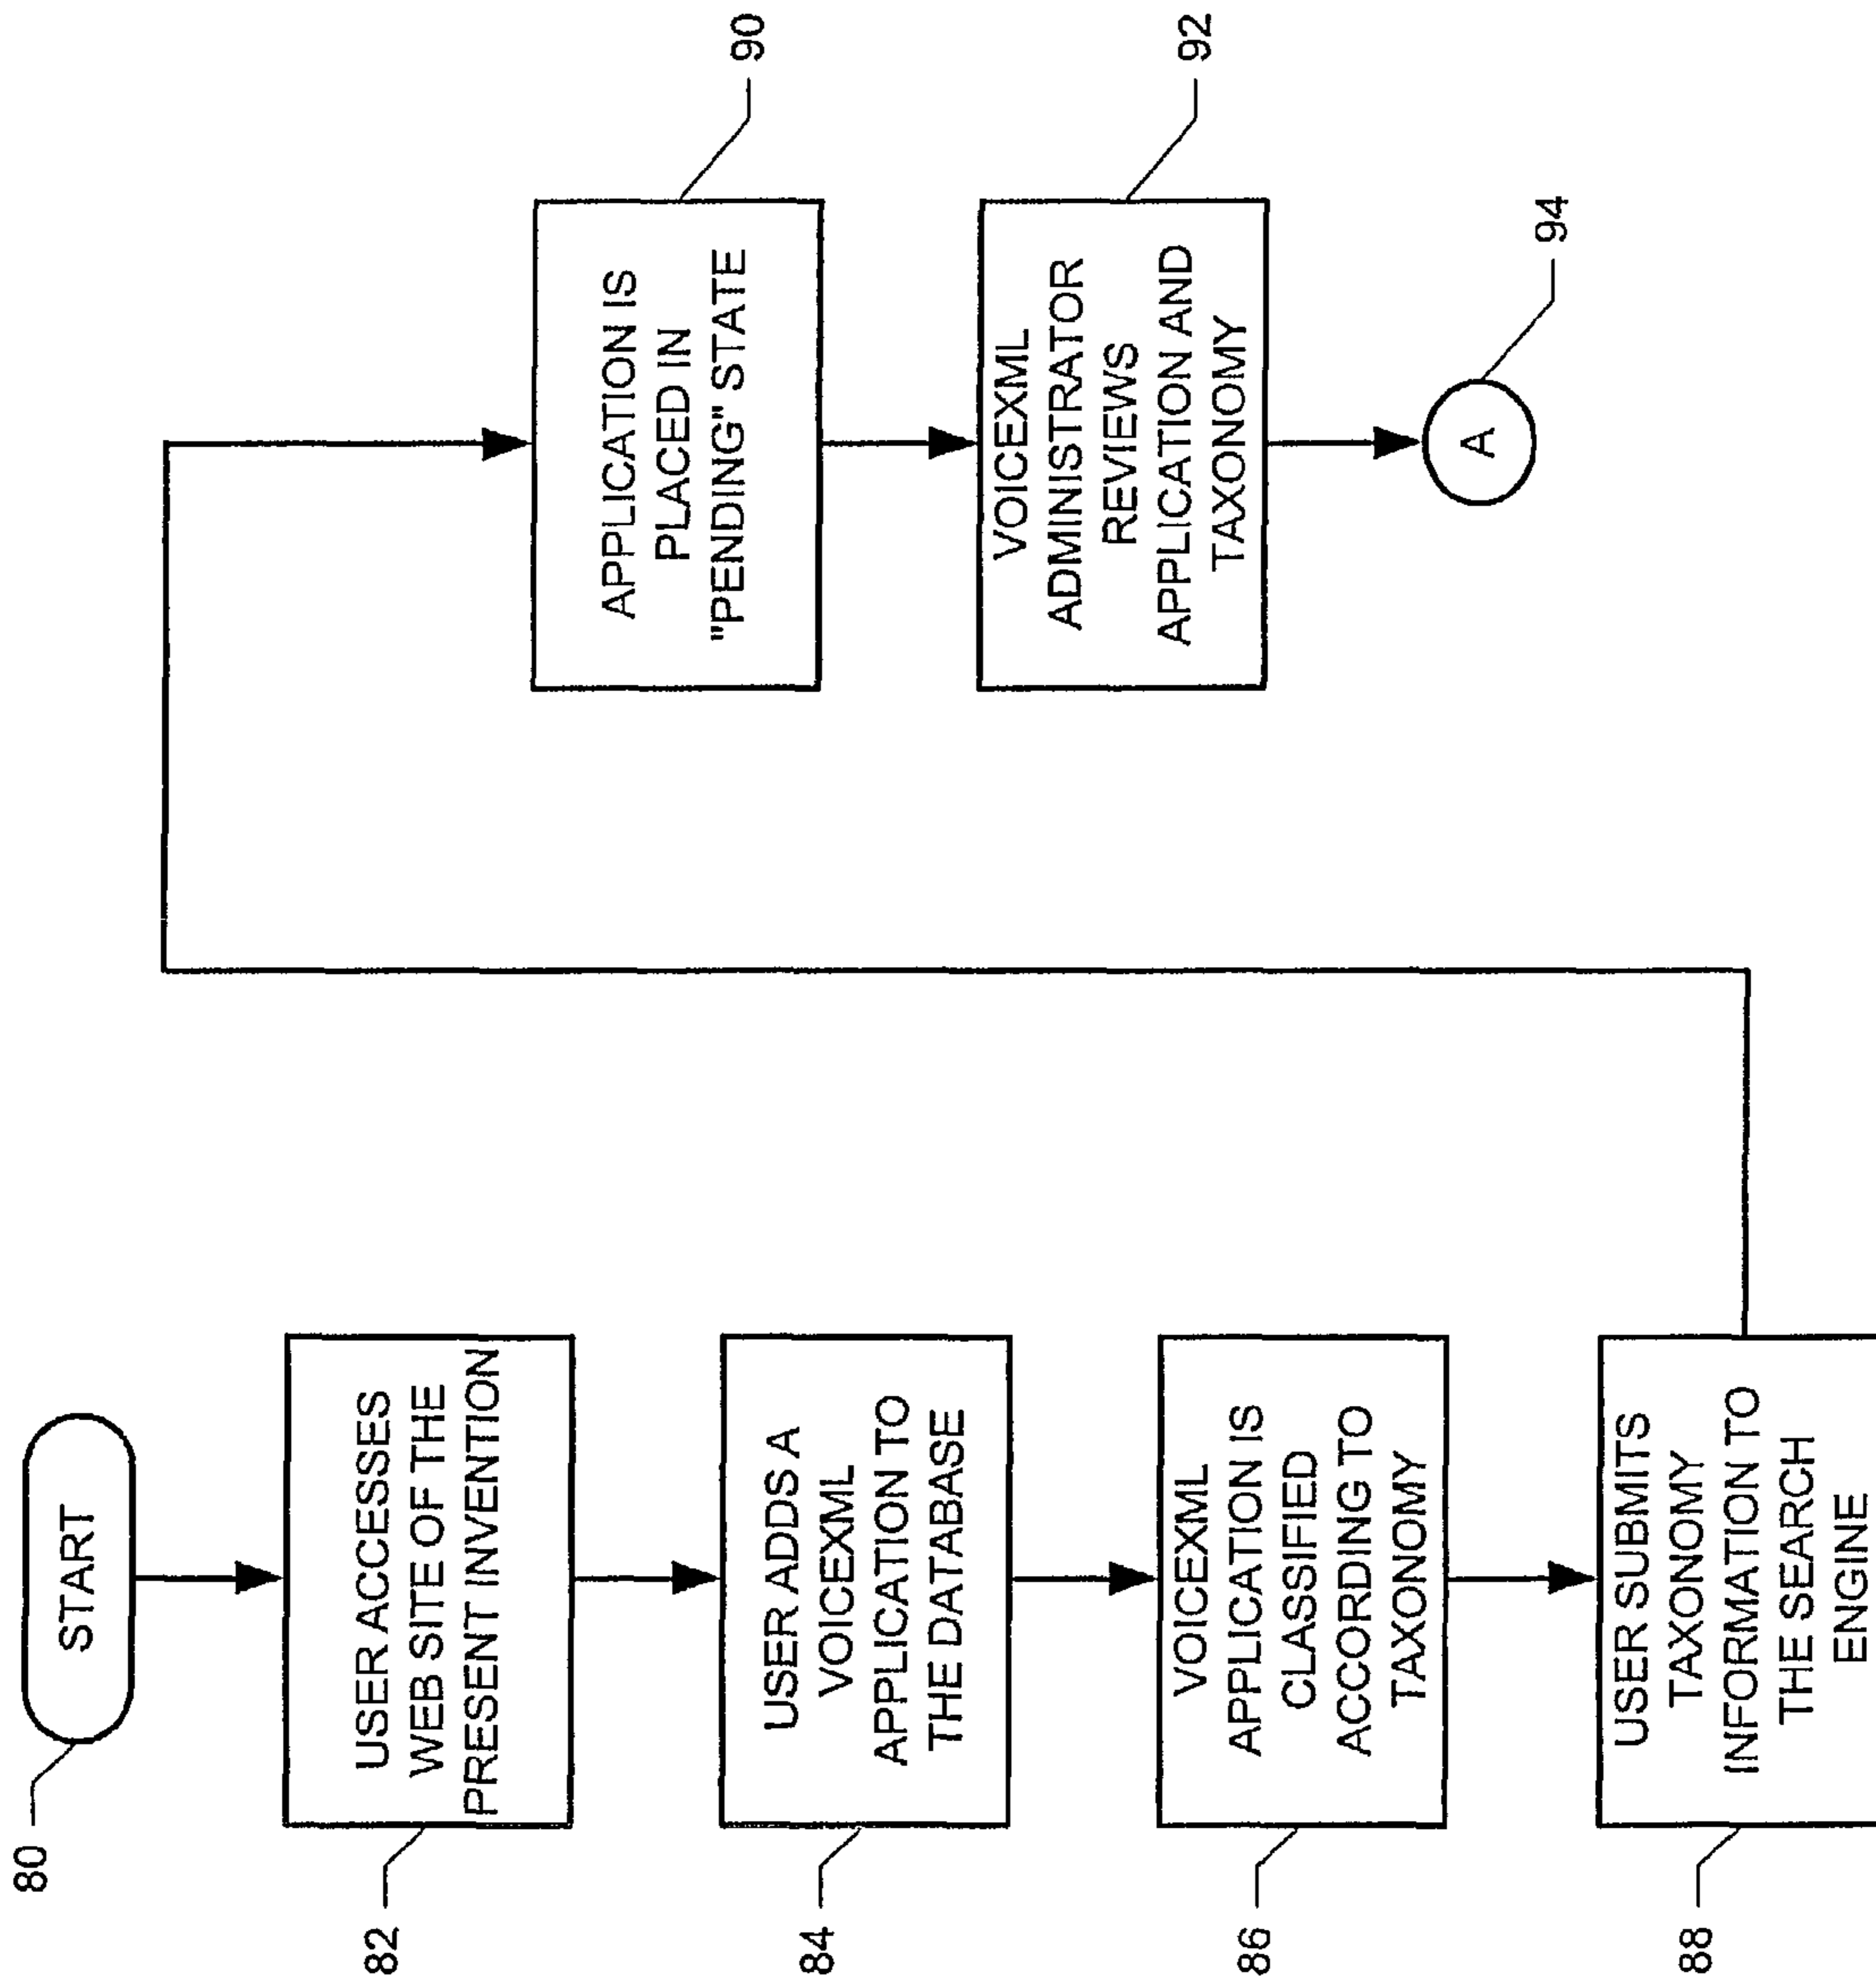 80
START
82
USER ACCESSES
WEB SITE OF THE
PRESENT INVENTION
84
USER ADDS A
VOICEXML
APPLICATION TO
THE DATABASE
86
VOICEXML
APPLICATION IS
CLASSIFIED
ACCORDING TO
TAXONOMY
88
USER SUBMITS
TAXONOMY
INFORMATION TO
THE SEARCH
ENGINE
90
APPLICATION IS
PLACED IN
"PENDING" STATE
92
VOICEXML
ADMINISTRATOR
REVIEWS
APPLICATION AND
TAXONOMY
94
A